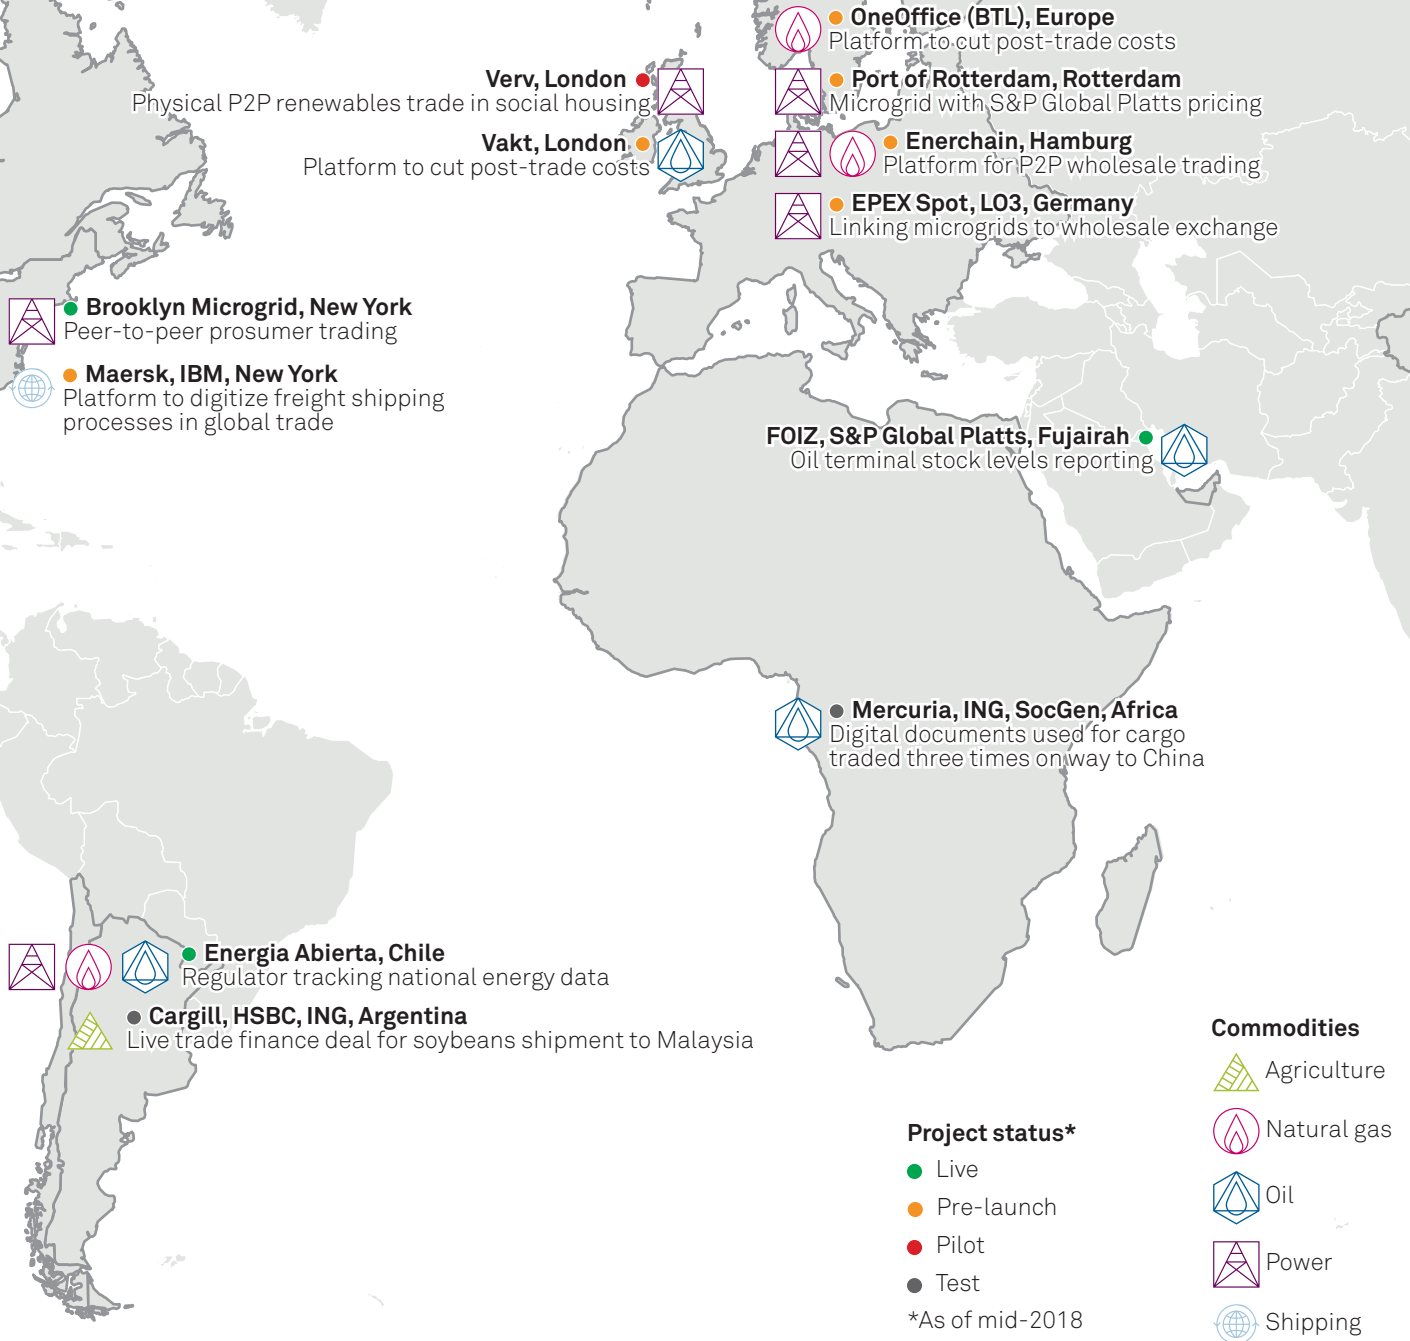 OneOffice (BTL), Europe
Platform to cut post-trade costs
Verv, London
Physical P2P renewables trade in social housing
Port of Rotterdam, Rotterdam
Microgrid with S&P Global Platts pricing
Vakt, London
Platform to cut post-trade costs
Enerchain, Hamburg
Platform for P2P wholesale trading
EPEX Spot, LO3, Germany
Linking microgrids to wholesale exchange
Brooklyn Microgrid, New York
Peer-to-peer prosumer trading
Maersk, IBM, New York
Platform to digitize freight shipping
processes in global trade
FOIZ, S&P Global Platts, Fujairah
Oil terminal stock levels reporting
Mercuria, ING, SocGen, Africa
Digital documents used for cargo
traded three times on way to China
Energia Abierta, Chile
Regulator tracking national energy data
Cargill, HSBC, ING, Argentina
Live trade finance deal for soybeans shipment to Malaysia
Project status*
Live
Pre-launch
Pilot
Test
*As of mid-2018
Commodities
Agriculture
Natural gas
Oil
Power
Shipping